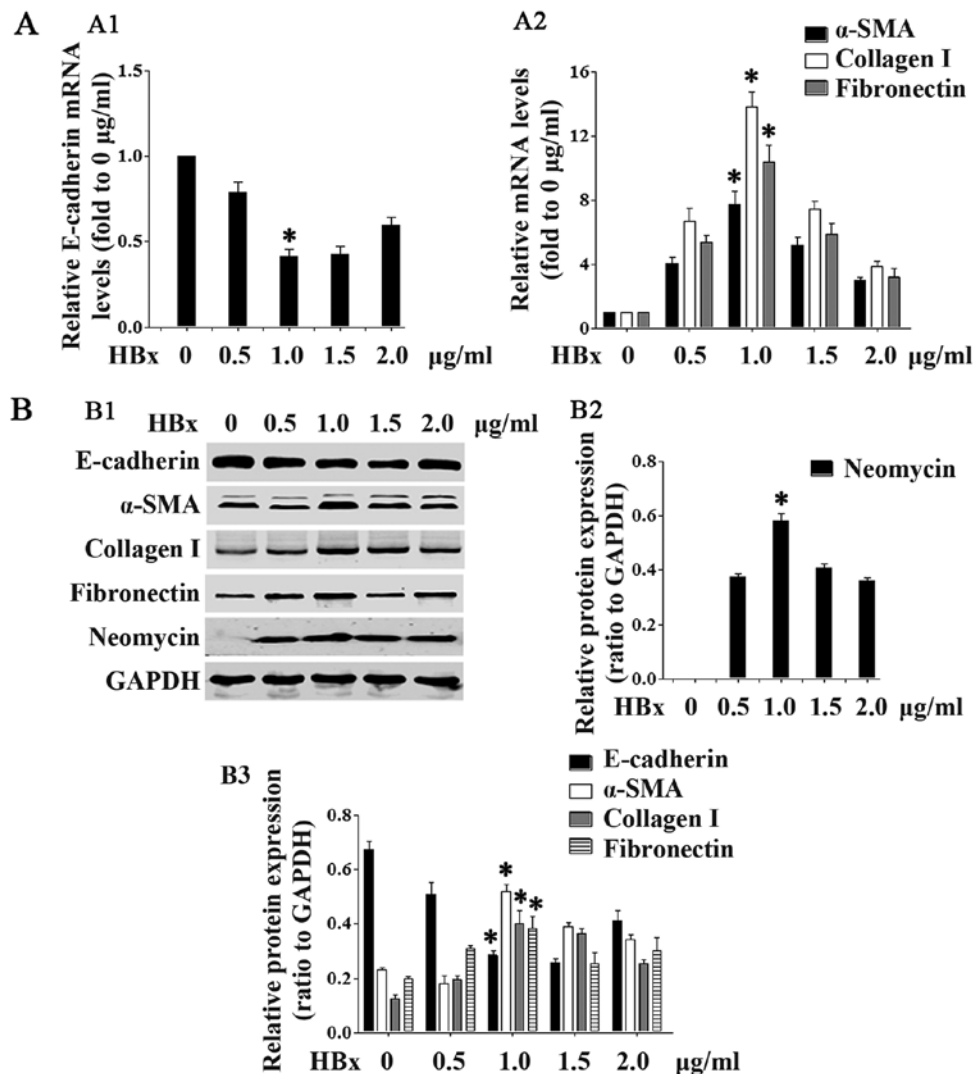 A
A1
Relative E-cadherin mRNA
levels (fold to 0 μg/ml)
1.5
1.0
0.5
0.0
*
HBx 0 0.5 1.0 1.5 2.0 μg/ml
A2
α-SMA
Collagen I
Fibronectin
Relative mRNA levels
(fold to 0 μg/ml)
16
12
8
4
0
* * *
HBx 0 0.5 1.0 1.5 2.0 μg/ml
B
B1
HBx 0 0.5 1.0 1.5 2.0 μg/ml
E-cadherin
α-SMA
Collagen I
Fibronectin
Neomycin
GAPDH
B2
Neomycin
Relative protein expression
(ratio to GAPDH)
0.8
0.6
0.4
0.2
0.0
*
HBx 0 0.5 1.0 1.5 2.0 μg/ml
B3
E-cadherin
α-SMA
Collagen I
Fibronectin
Relative protein expression
(ratio to GAPDH)
0.8
0.6
0.4
0.2
0.0
* * * *
HBx 0 0.5 1.0 1.5 2.0 μg/ml